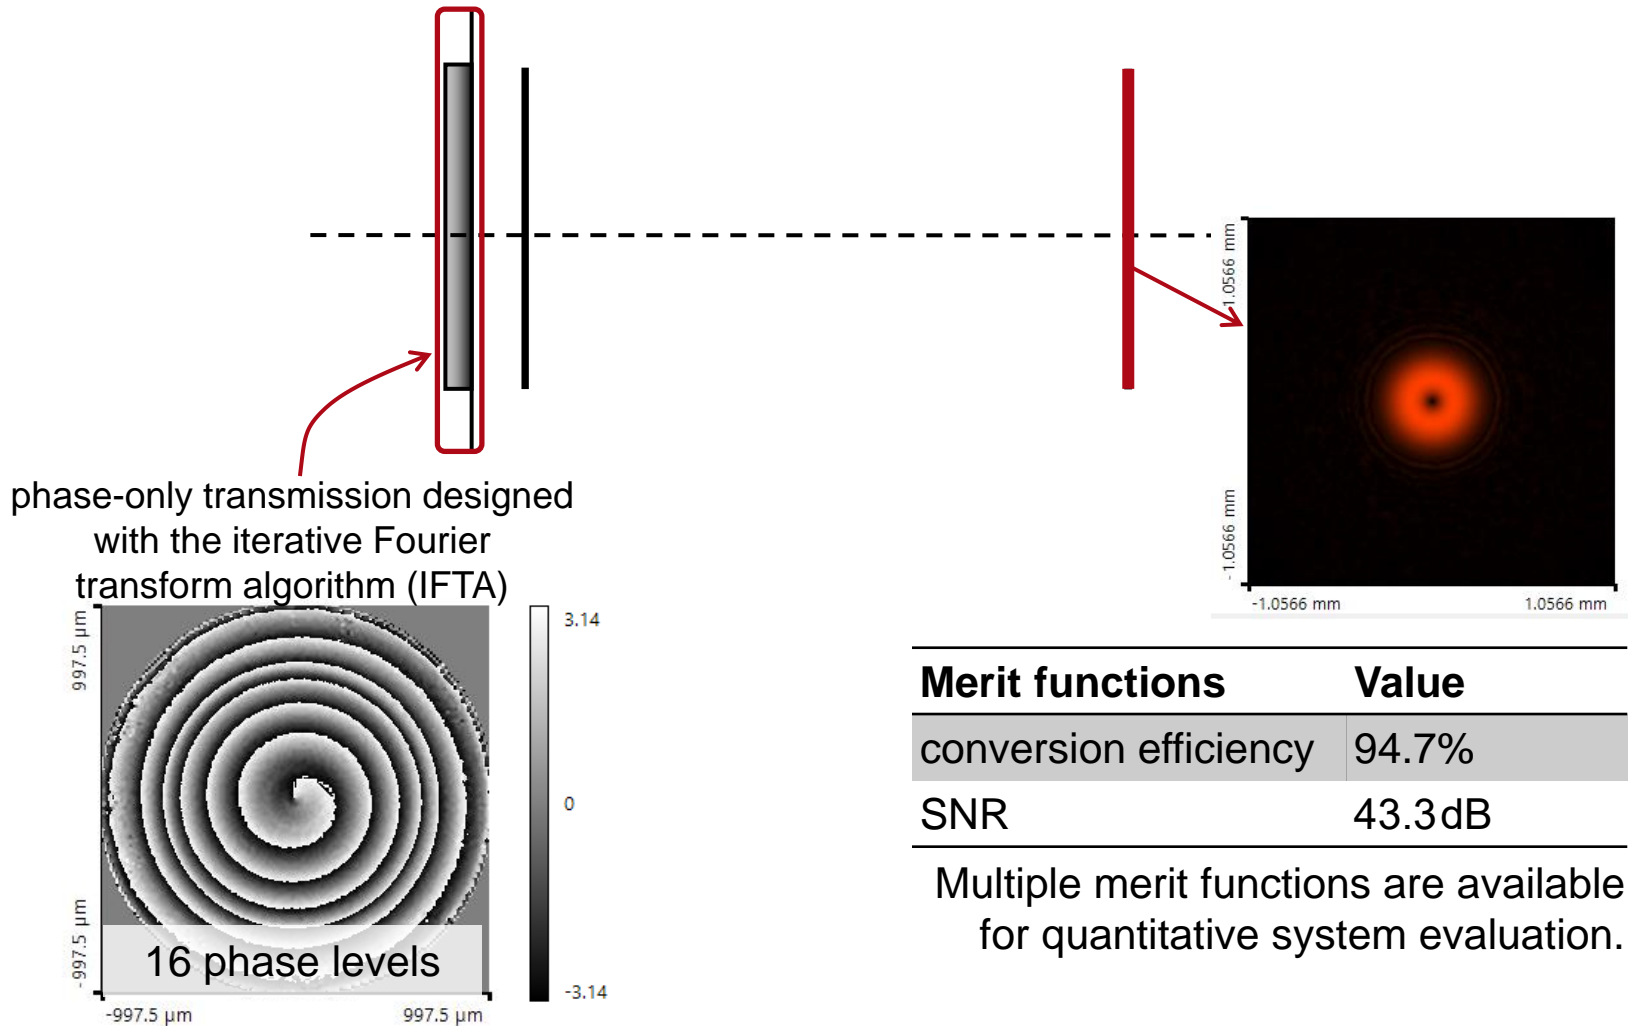 1.0566 mm
-1.0566 mm
-1.0566 mm 1.0566 mm
phase-only transmission designed
with the iterative Fourier
transform algorithm (IFTA)
997.5 µm
-997.5 µm
16 phase levels
-997.5 µm 997.5 µm
3.14
0
-3.14
Merit functions Value
conversion efficiency 94.7%
SNR 43.3 dB
Multiple merit functions are available
for quantitative system evaluation.